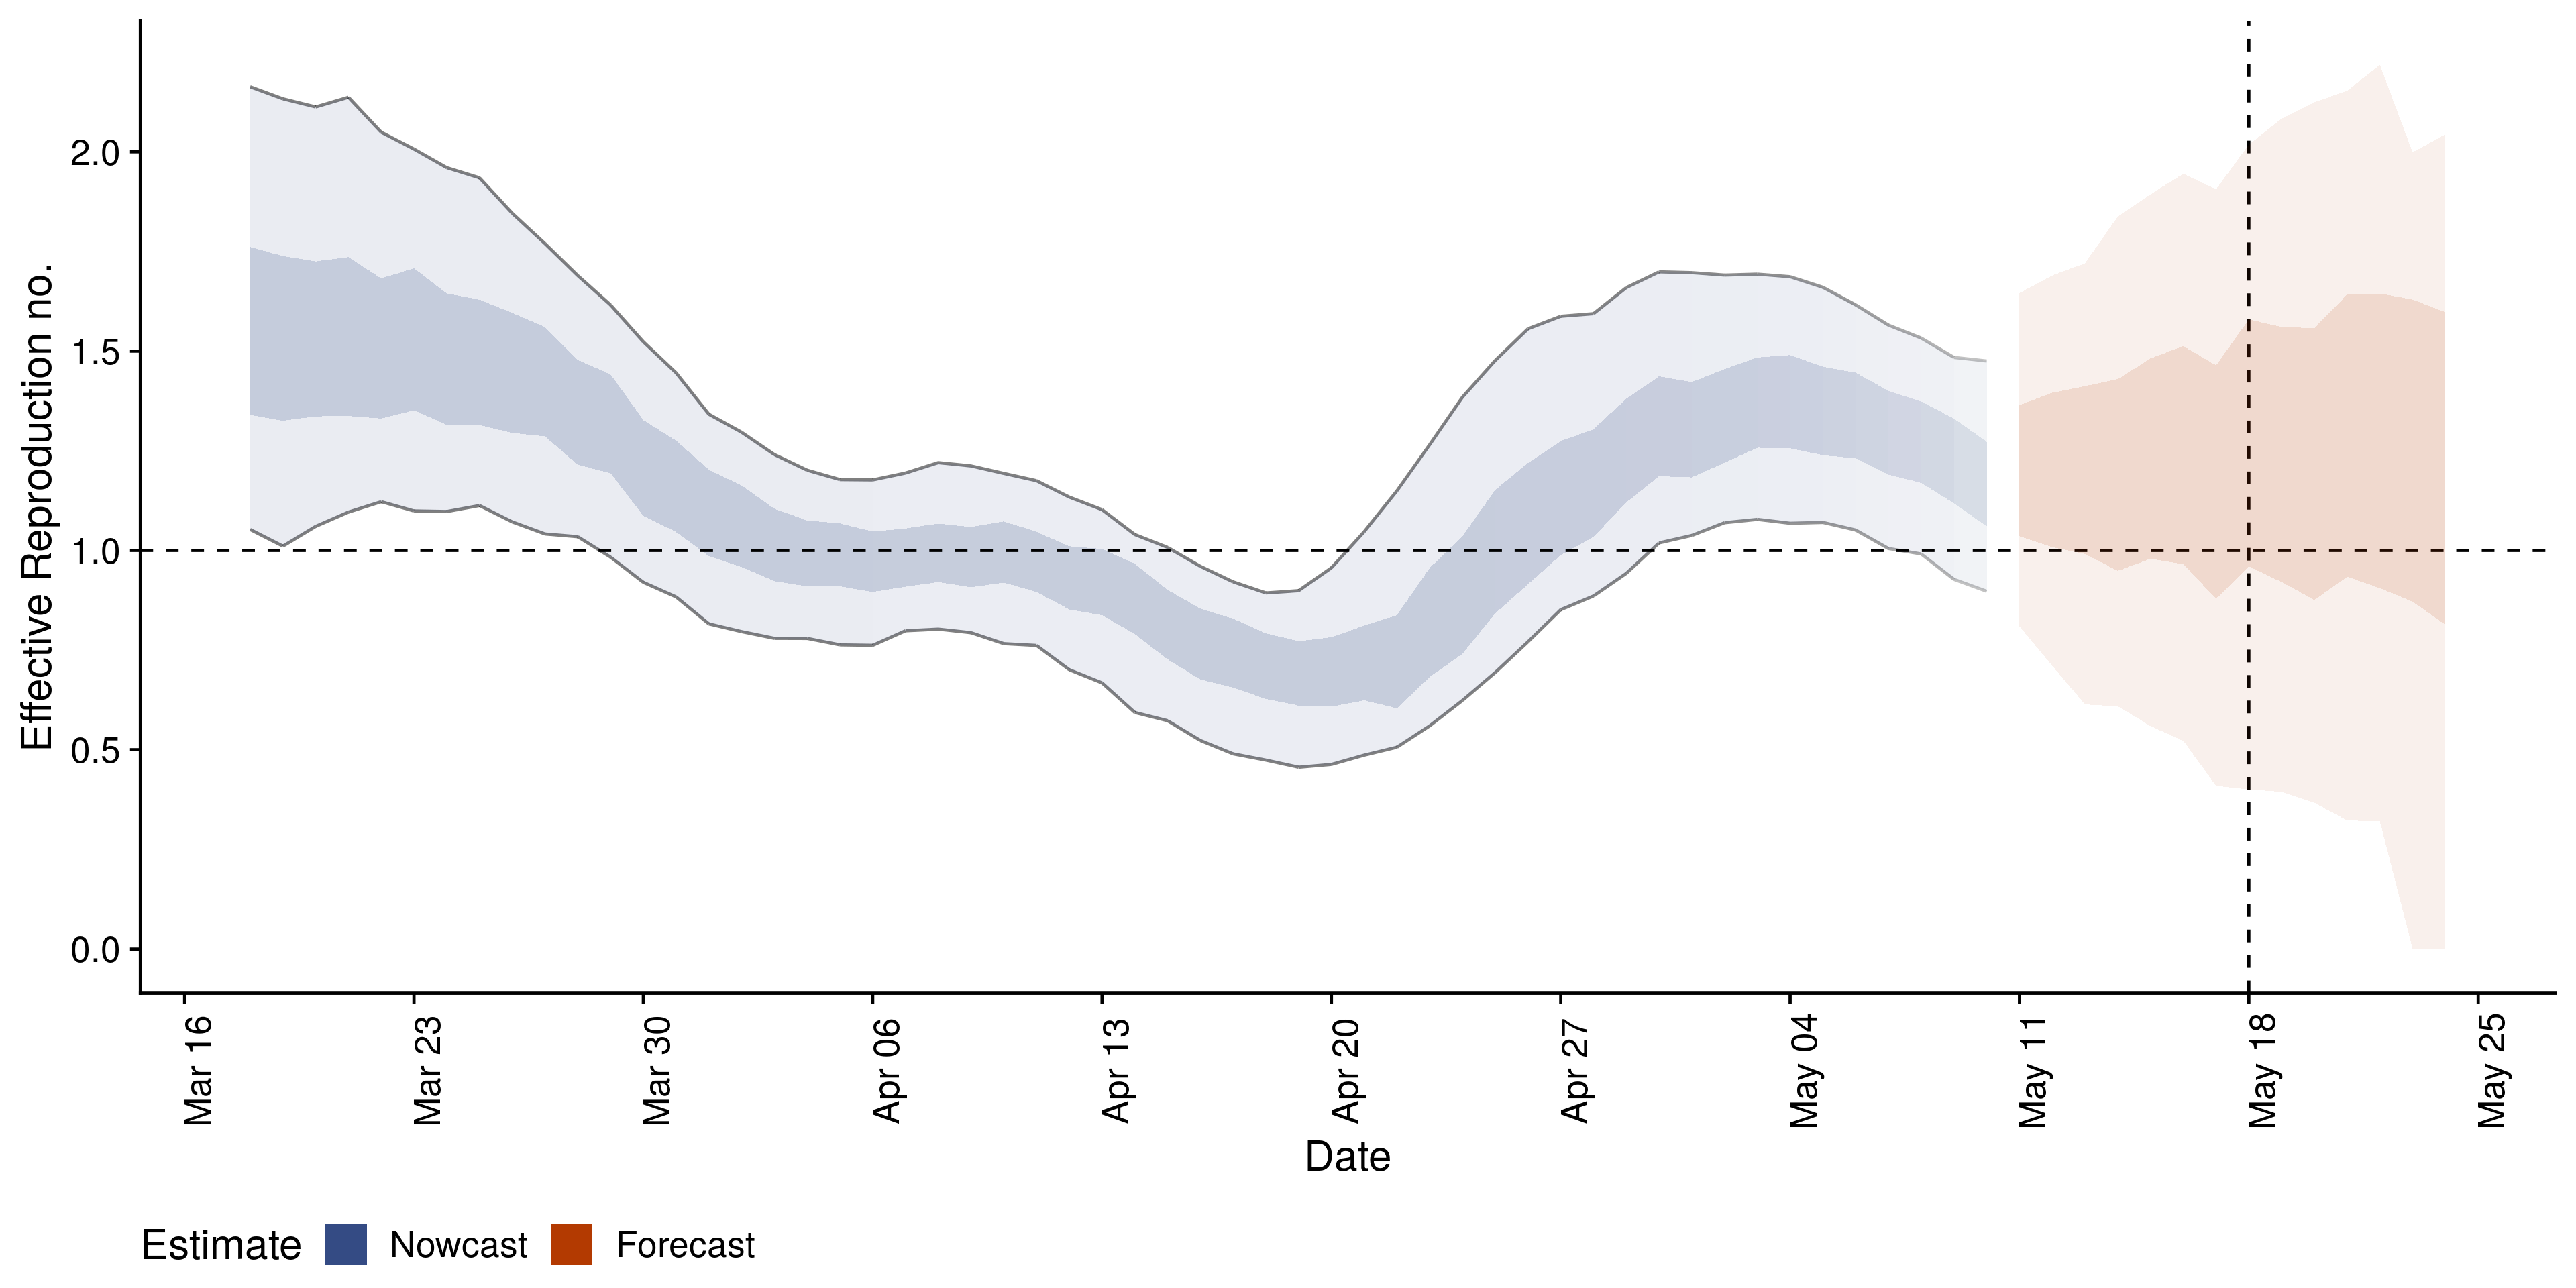 Effective Reproduction no.
2.0
1.5
1.0
0.5
0.0
Mar 16
Mar 23
Mar 30
Apr 06
Apr 13
Apr 20
Apr 27
May 04
May 11
May 18
May 25
Date
Estimate Nowcast Forecast